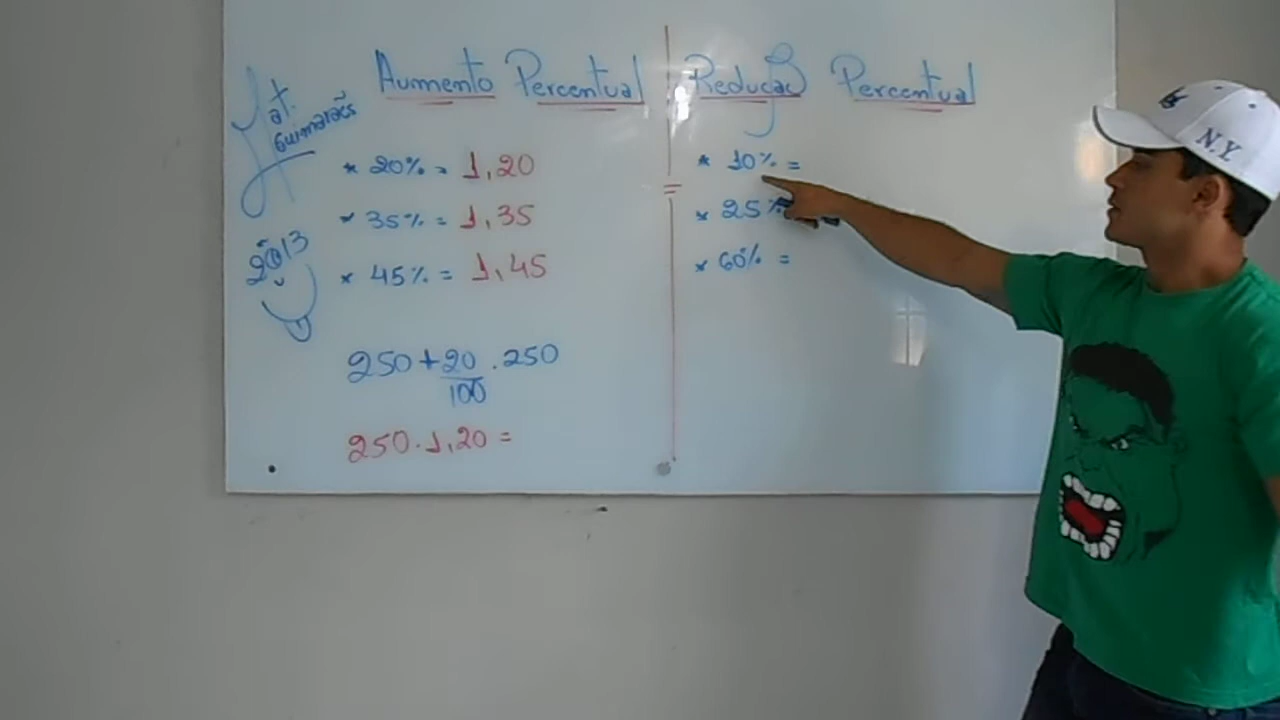 Mat.
Guimarães
2013
Aumento Percentual
* 20% = 1,20
* 35% = 1,35
* 45% = 1,45
250 + 20/100 . 250
250 . 1,20 =
Redução Percentual
* 10% =
* 25%
* 60% =
N.Y